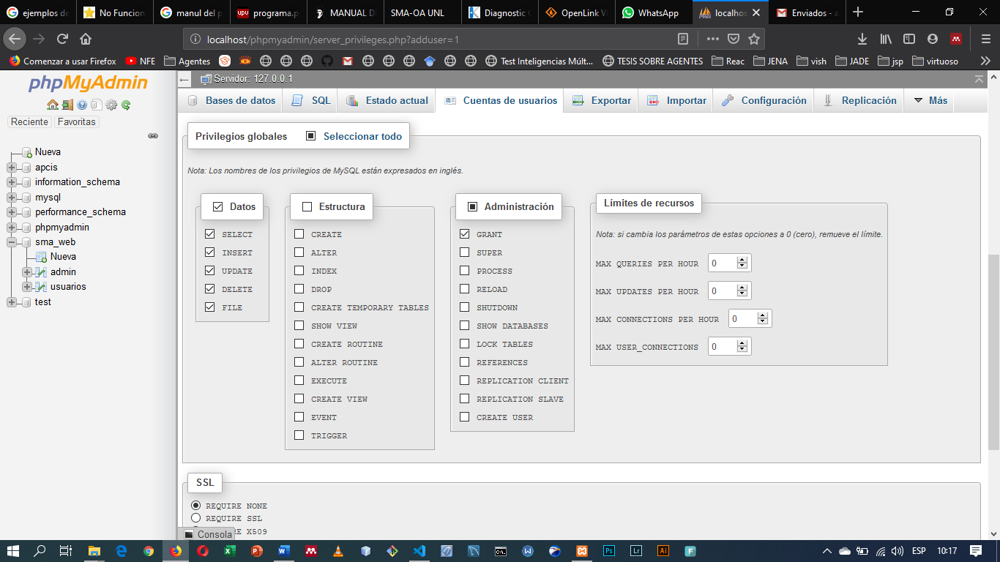 ejemplos de
No Funcion
manul del p
upv programa.p
MANUAL D
SMA-OA UNL
Diagnostic C
OpenLink V
WhatsApp
localhos
Enviados - a
localhost/phpmyadmin/server_privileges.php?adduser=1
Comenzar a usar Firefox NFE Agentes Test Inteligencias Múlt... TESIS SOBRE AGENTES Reac JENA vish JADE jsp virtuoso
phpMyAdmin
Reciente Favoritas
Nueva
apcis
information_schema
mysql
performance_schema
phpmyadmin
sma_web
Nueva
admin
usuarios
test
Servidor: 127.0.0.1
Bases de datos SQL Estado actual Cuentas de usuarios Exportar Importar Configuración Replicación Más
Privilegios globales Seleccionar todo
Nota: Los nombres de los privilegios de MySQL están expresados en inglés.
Datos
SELECT
INSERT
UPDATE
DELETE
FILE
Estructura
CREATE
ALTER
INDEX
DROP
CREATE TEMPORARY TABLES
SHOW VIEW
CREATE ROUTINE
ALTER ROUTINE
EXECUTE
CREATE VIEW
EVENT
TRIGGER
Administración
GRANT
SUPER
PROCESS
RELOAD
SHUTDOWN
SHOW DATABASES
LOCK TABLES
REFERENCES
REPLICATION CLIENT
REPLICATION SLAVE
CREATE USER
Límites de recursos
Nota: si cambia los parámetros de estas opciones a 0 (cero), remueve el límite.
MAX QUERIES PER HOUR 0
MAX UPDATES PER HOUR 0
MAX CONNECTIONS PER HOUR 0
MAX USER_CONNECTIONS 0
SSL
REQUIRE NONE
REQUIRE SSL
RE X509
Consola
ESP 10:17